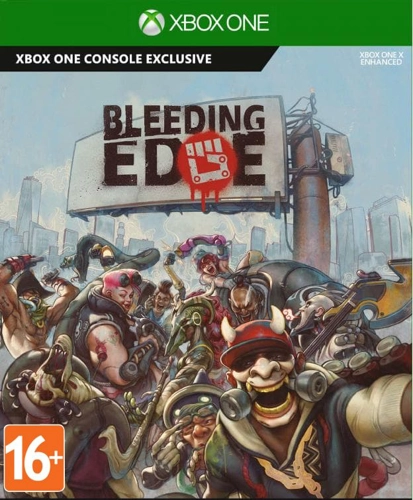 XBOX ONE
XBOX ONE CONSOLE EXCLUSIVE
XBOX ONE X
ENHANCED
BLEEDING
EDGE
16+